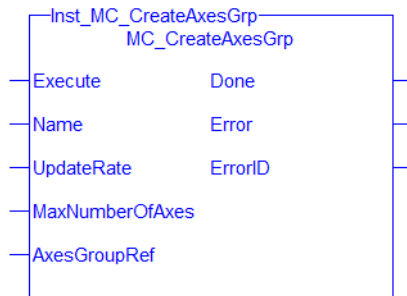 Inst_MC_CreateAxesGrp
MC_CreateAxesGrp
Execute Done
Name Error
UpdateRate ErrorID
MaxNumberOfAxes
AxesGroupRef